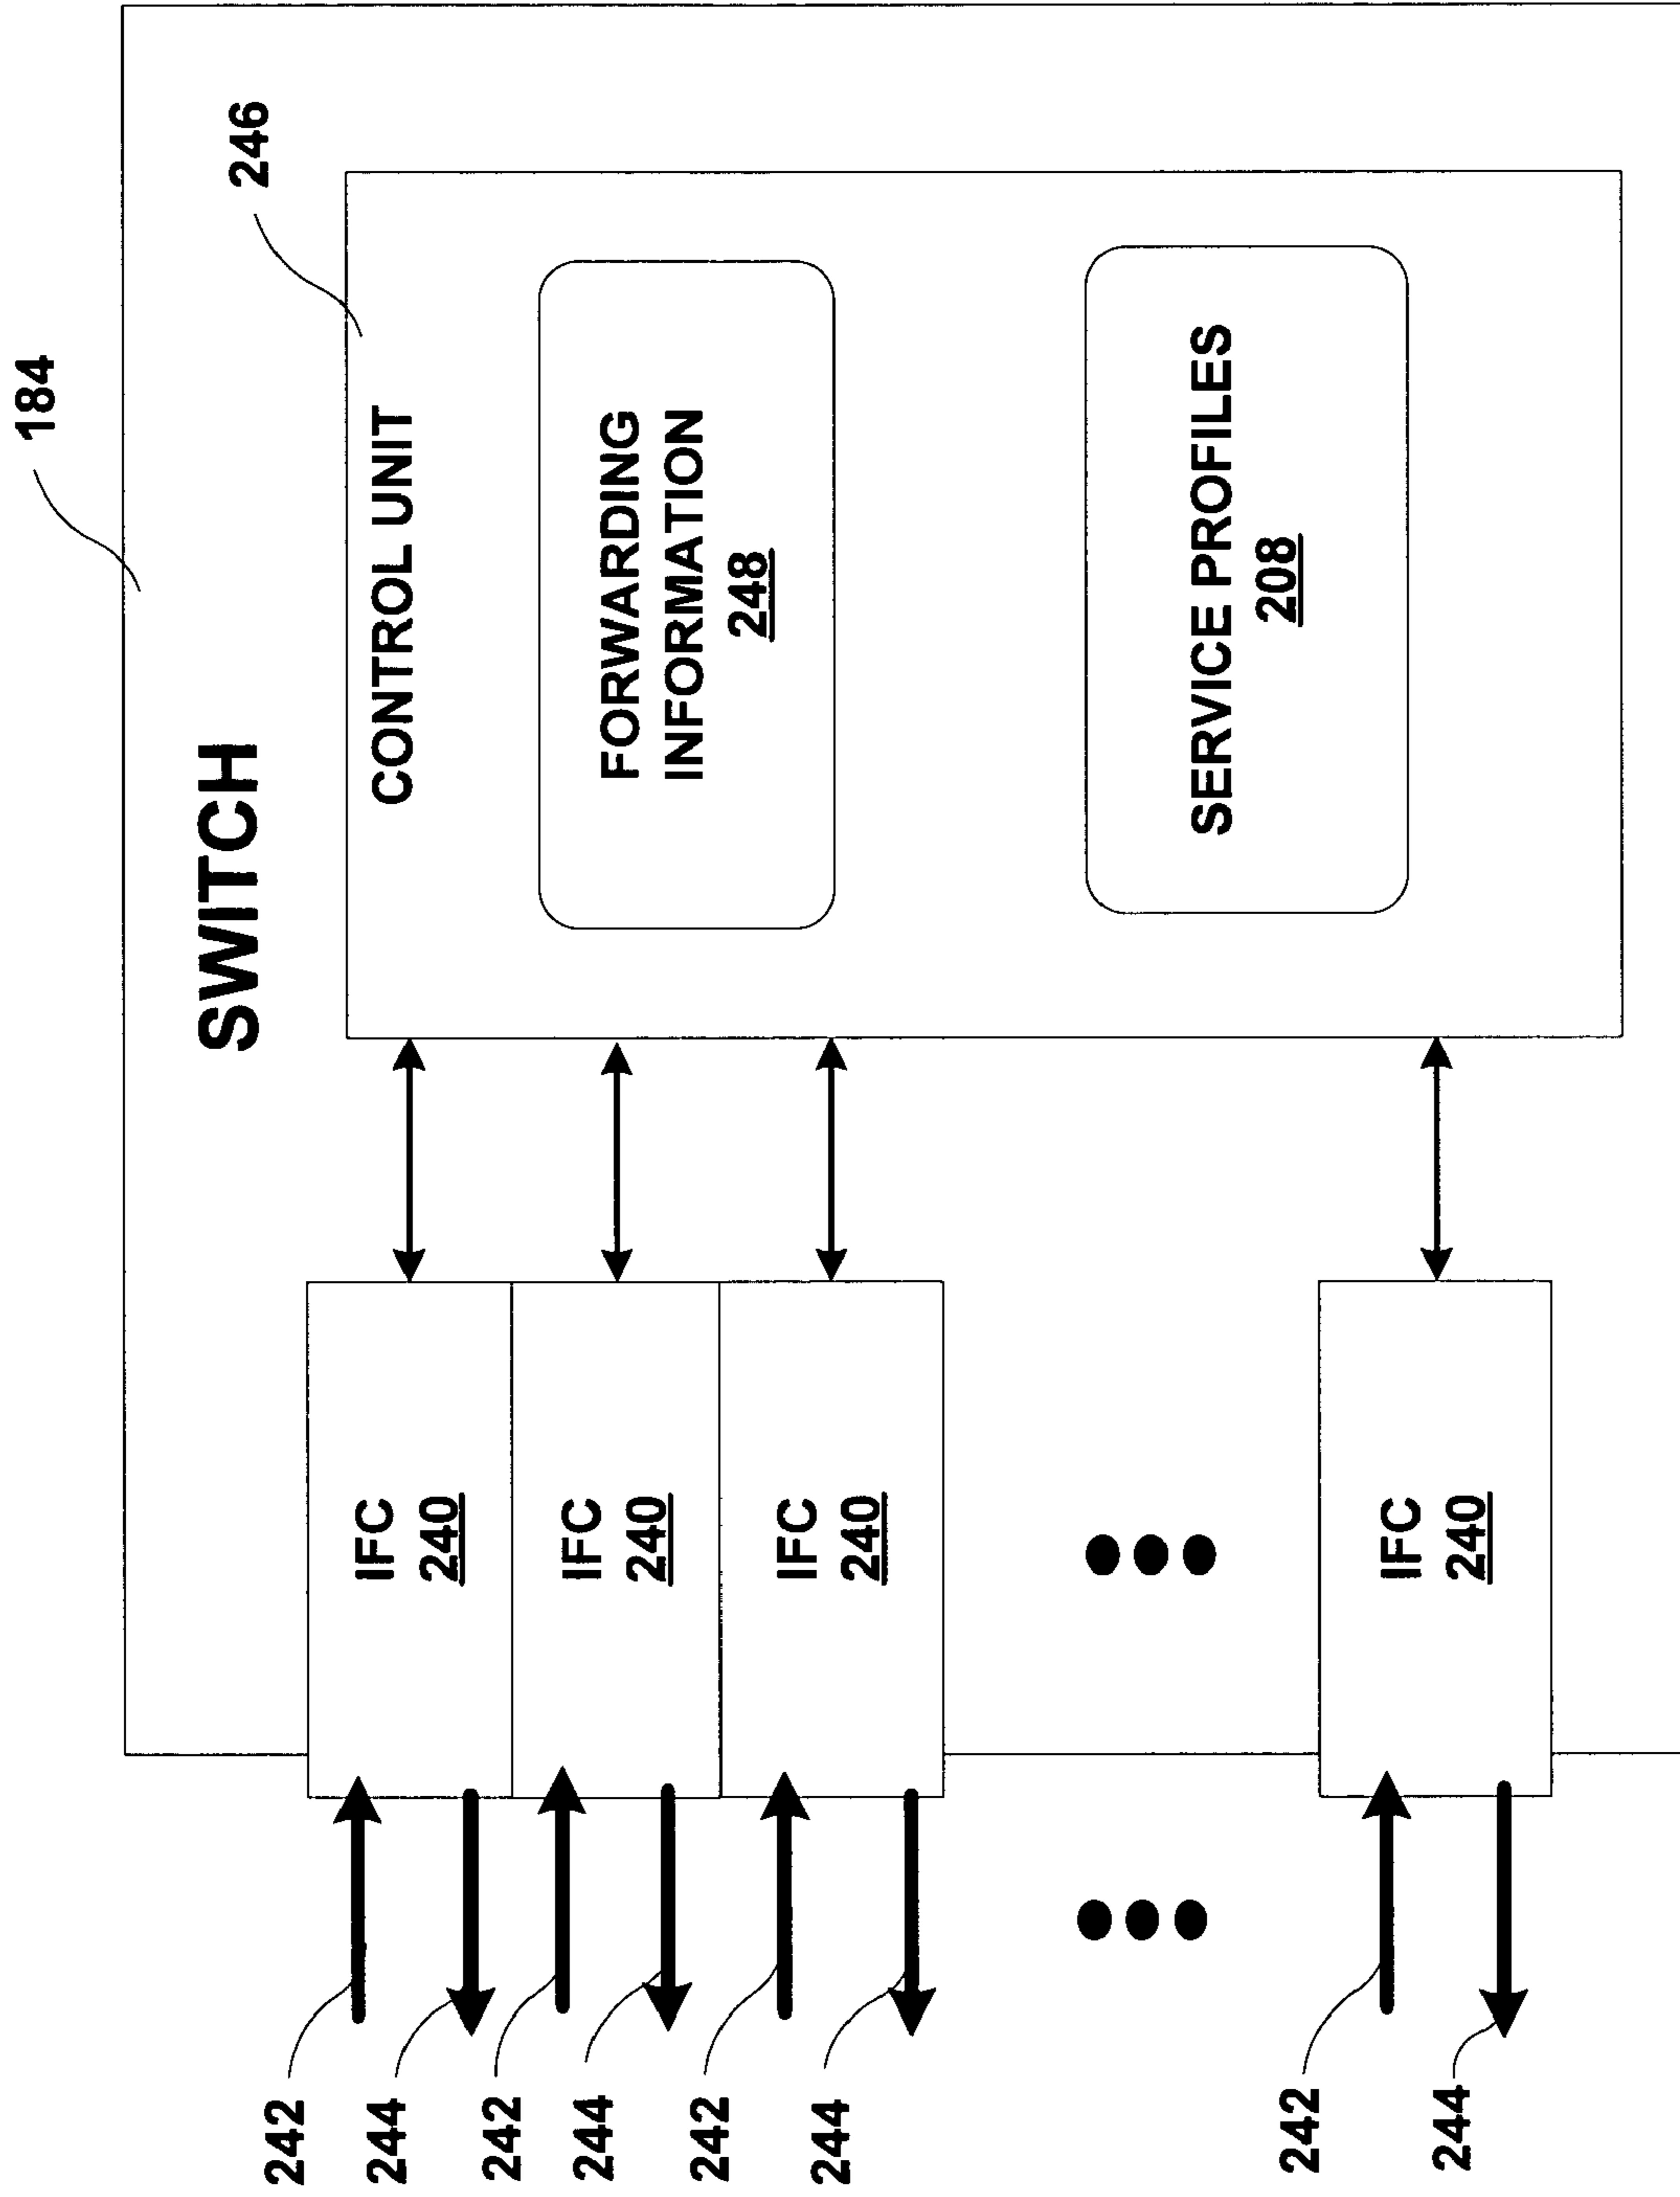 184
SWITCH
246
CONTROL UNIT
FORWARDING
INFORMATION
248
SERVICE PROFILES
208
IFC
240
IFC
240
IFC
240
IFC
240
242
244
242
244
242
244
242
244